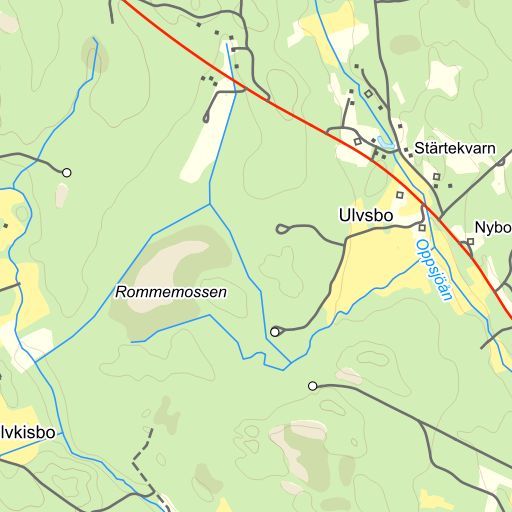 Stärtekvarn
Ulvsbo
Nybo
Oppsjöån
Rommemossen
lvkisbo